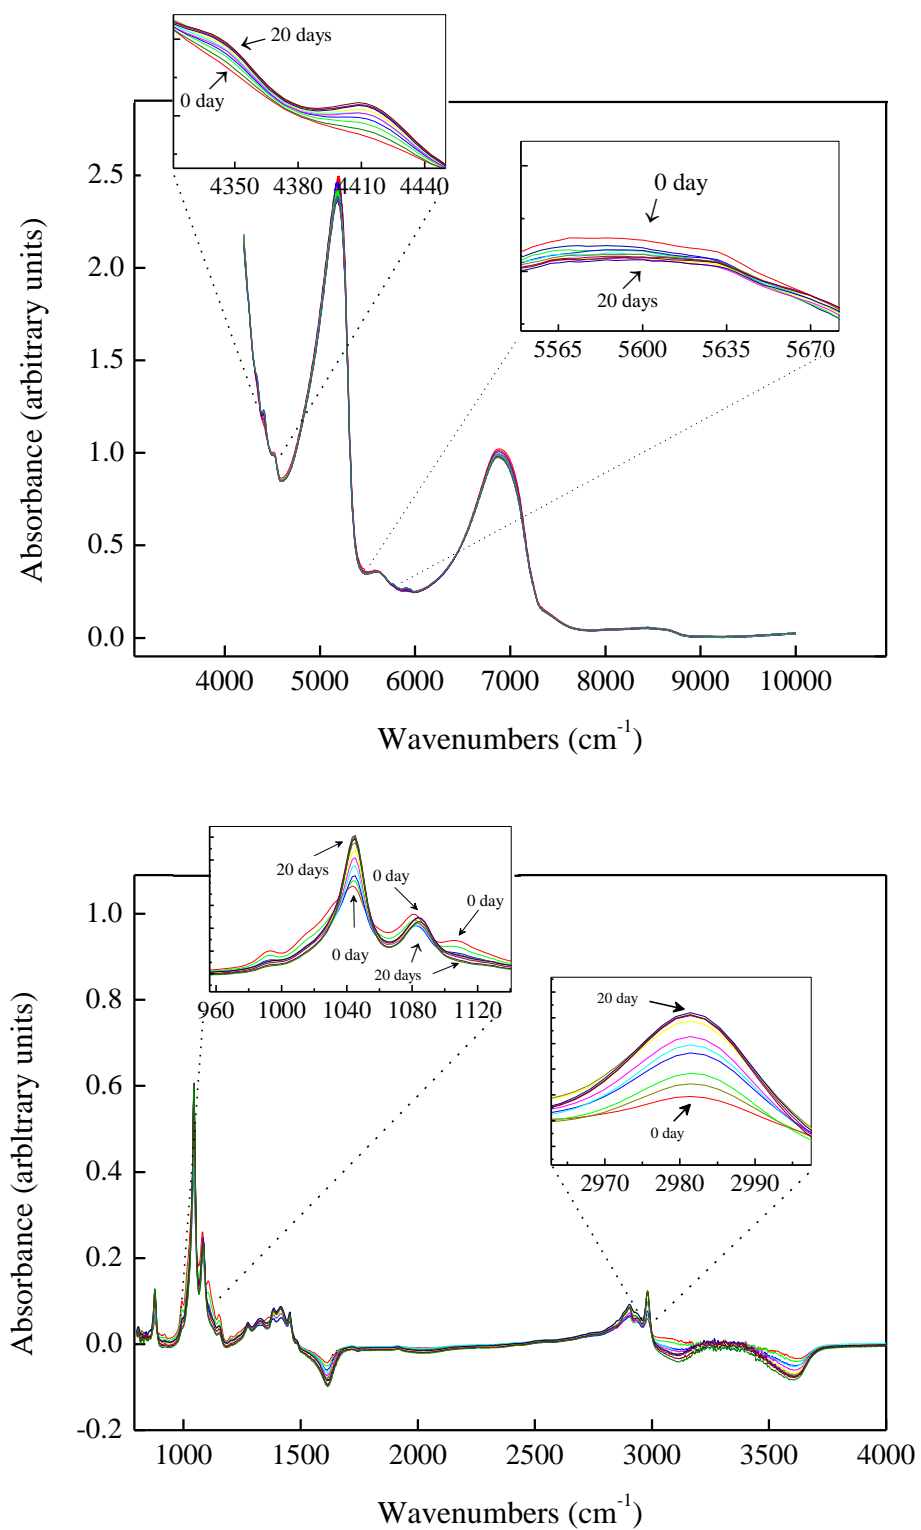 20 days
0 day
4350 4380 4410 4440
0 day
20 days
5565 5600 5635 5670
2.5
2.0
1.5
1.0
0.5
0.0
Absorbance (arbitrary units)
4000 5000 6000 7000 8000 9000 10000
Wavenumbers (cm-1)
20 days
0 day
0 day
0 day
20 days
960 1000 1040 1080 1120
20 day
0 day
2970 2980 2990
1.0
0.8
0.6
0.4
0.2
0.0
-0.2
Absorbance (arbltrary units)
1000 1500 2000 2500 3000 3500 4000
Wavenumbers (cm-1)